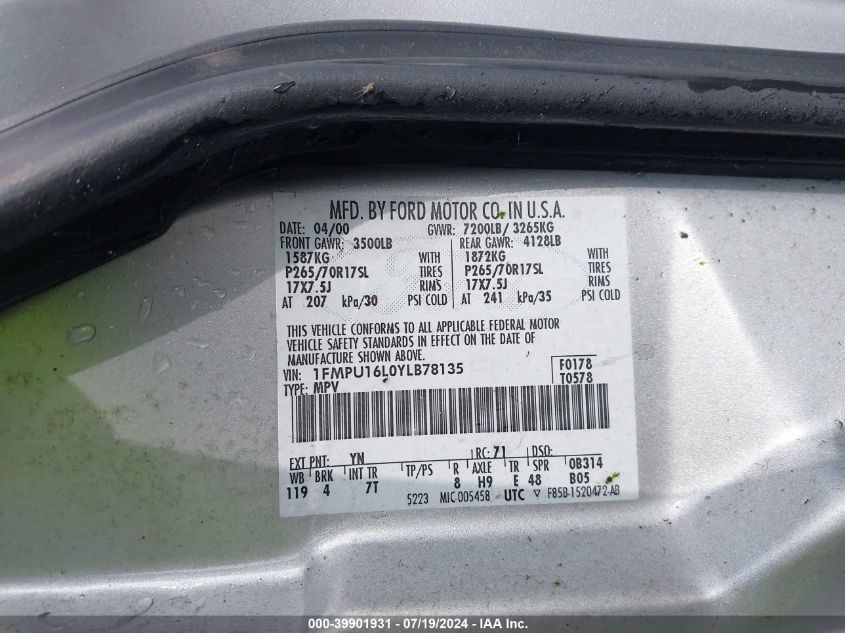 MFD. BY FORD MOTOR CO. IN U.S.A.
DATE: 04/00 GVWR: 7200LB/ 3265KG
FRONT GAWR: 3500LB REAR GAWR: 4128LB
1587KG WITH 1872KG WITH
P265/70R17SL TIRES P265/70R17SL TIRES
17X7.5J RIMS 17X7.5J RIMS
AT 207 kPa/30 PSI COLD AT 241 kPa/35 PSI COLD
THIS VEHICLE CONFORMS TO ALL APPLICABLE FEDERAL MOTOR
VEHICLE SAFETY STANDARDS IN EFFECT ON THE DATE OF
MANUFACTURE SHOWN ABOVE.
VIN: 1FMPU16L0YLB78135 F0178
TYPE: MPV T0578
EXT PNT: YN RC: 71 DSO:
WB BRK INT TR TP/PS R AXLE TR SPR 0B314
119 4 7T 8 H9 E 48 B05
5223 MIC-005458 UTC ▽ F85B-1520472-AB
000-39901931 - 07/19/2024 - IAA Inc.